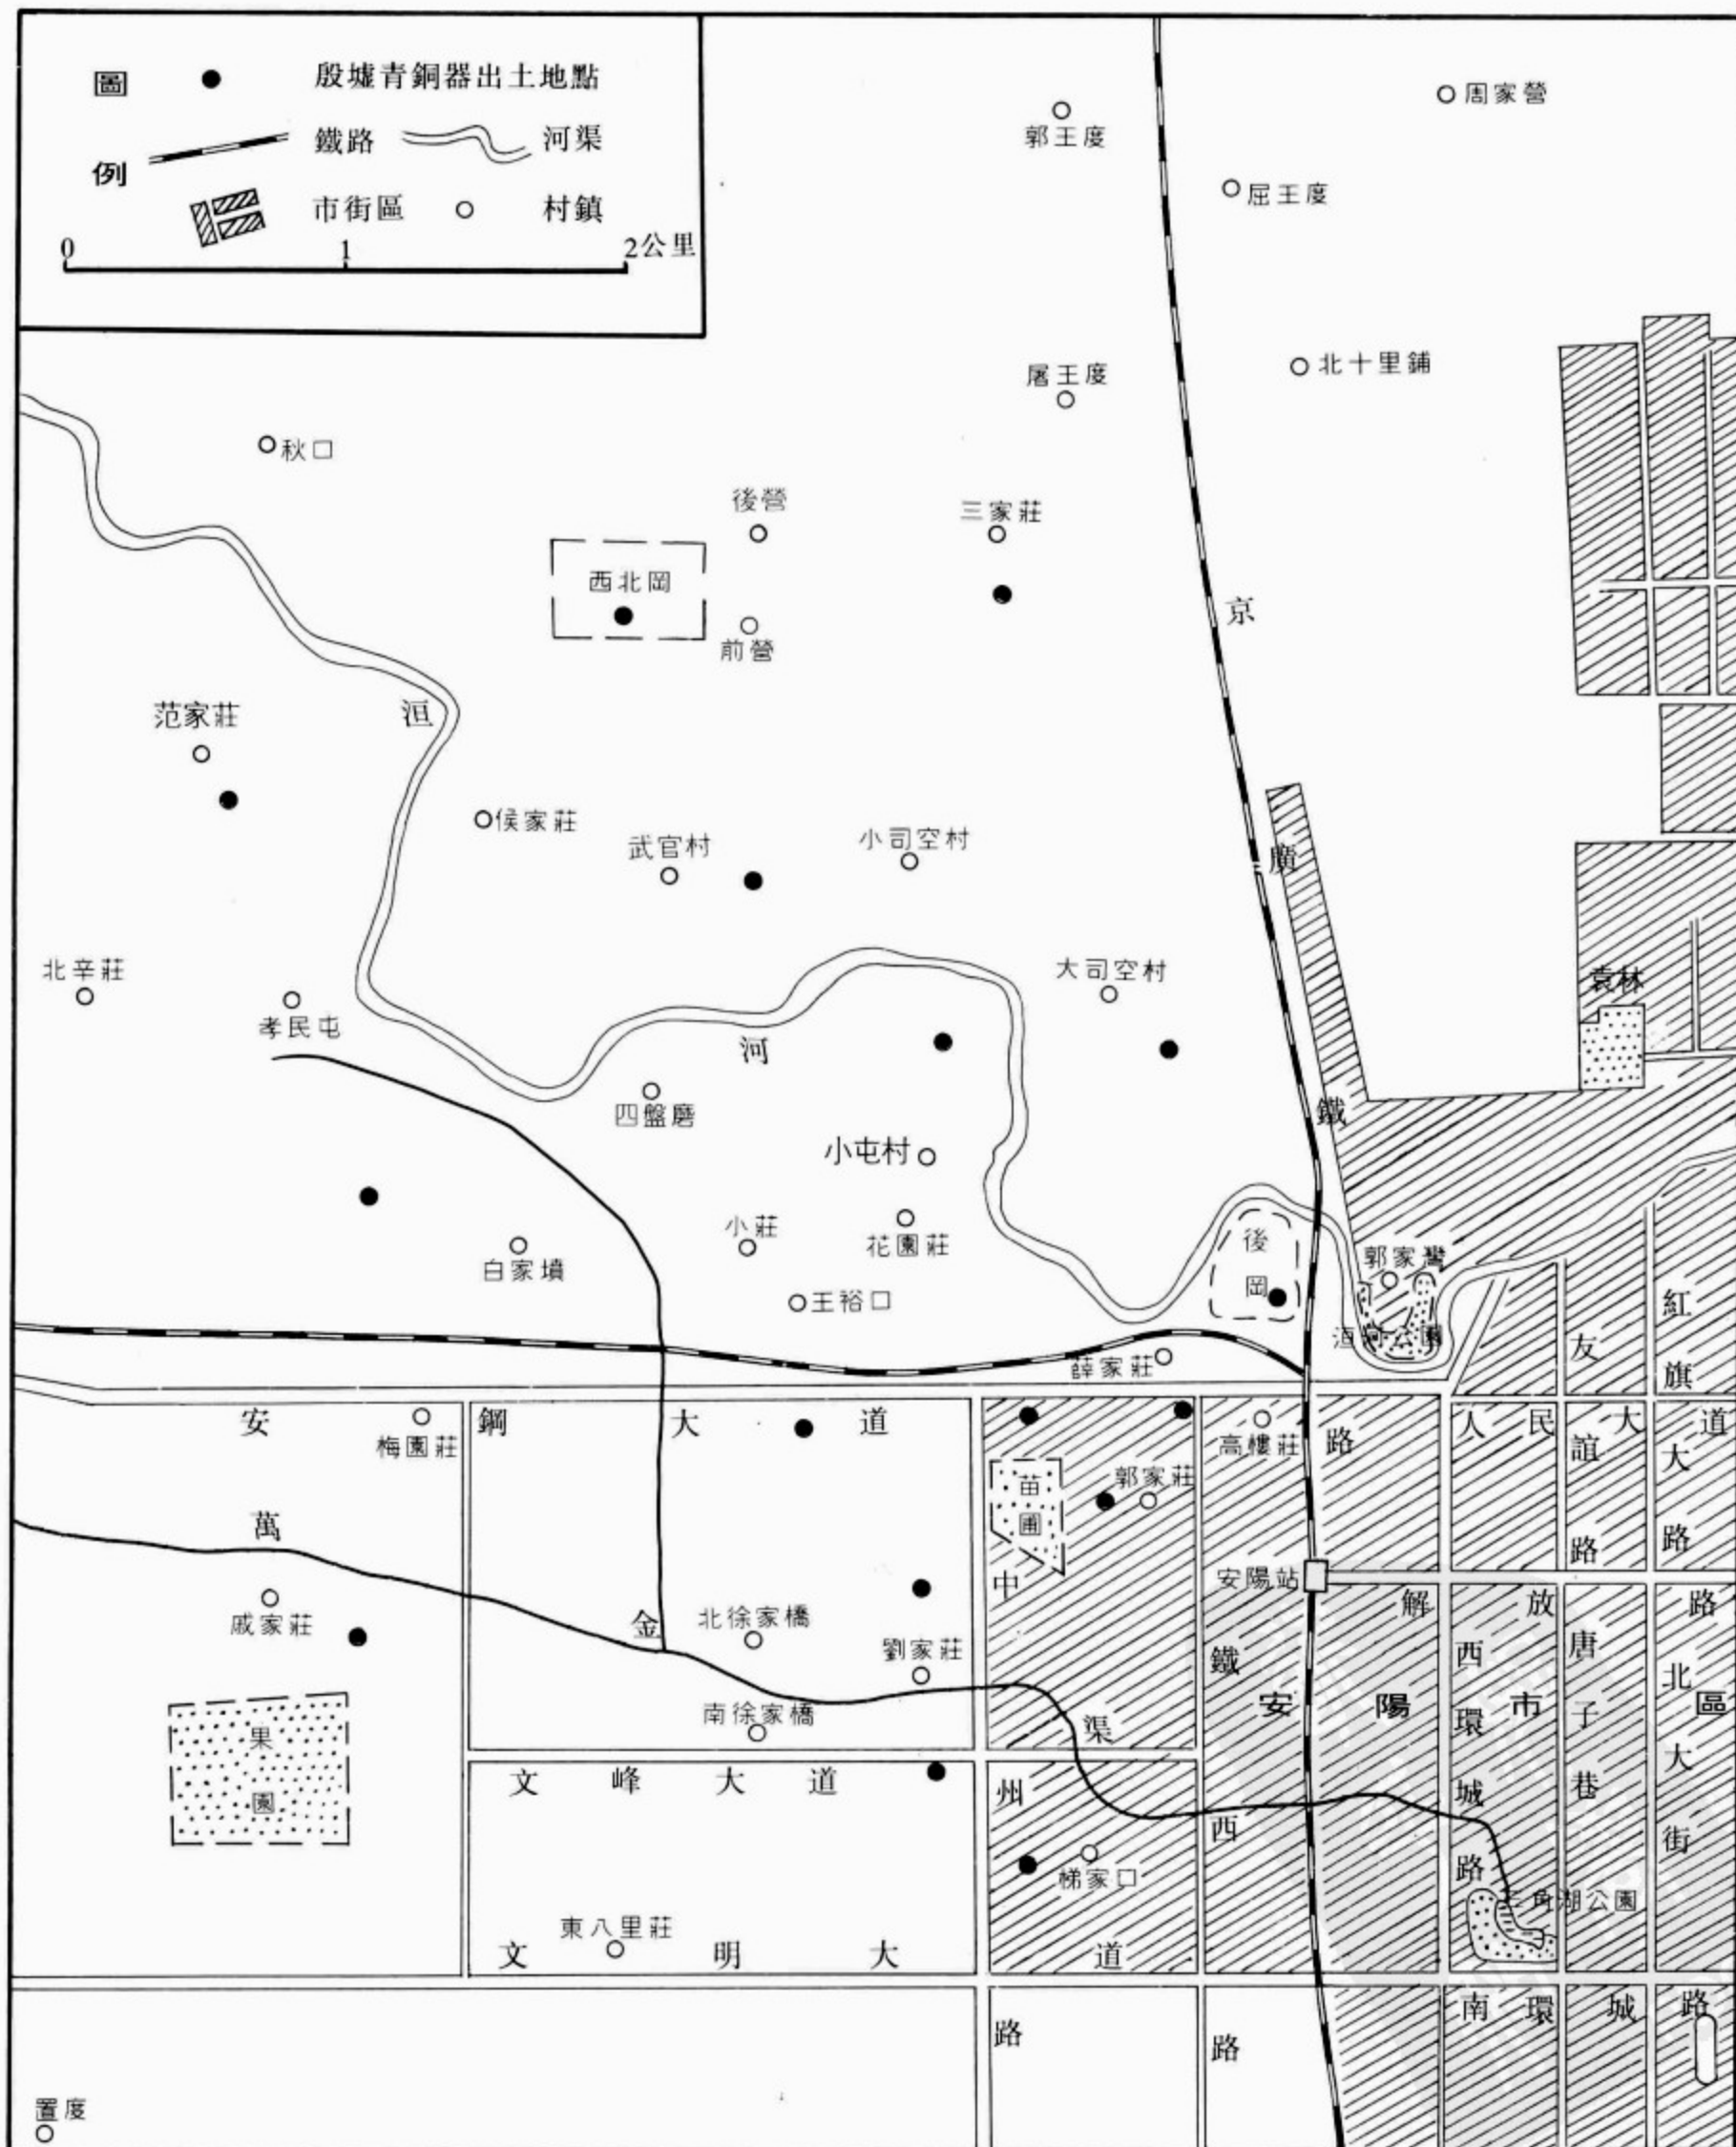 圖例
殷墟青銅器出土地點
鐵路
河渠
市街區
村鎮
0 1 2公里
周家營
郭王度
屈王度
屠王度
北十里鋪
秋口
後營
三家莊
西北岡
前營
京廣鐵路
范家莊
洹河
侯家莊
武官村
小司空村
北辛莊
孝民屯
大司空村
袁林
四盤磨
小屯村
小莊
花園莊
白家墳
王裕口
後岡
郭家灣
洹河公園
薛家莊
紅旗大路
友誼路
安鋼大道
梅園莊
高樓莊
人民大道
苗圃
郭家莊
萬金渠
戚家莊
北徐家橋
劉家莊
南徐家橋
安陽站
解放路
中州路
鐵西路
安陽市區
西環城路
唐子巷
北大街
果園
文峰大道
梯家口
三角湖公園
東八里莊
文明大道
南環城路
置度